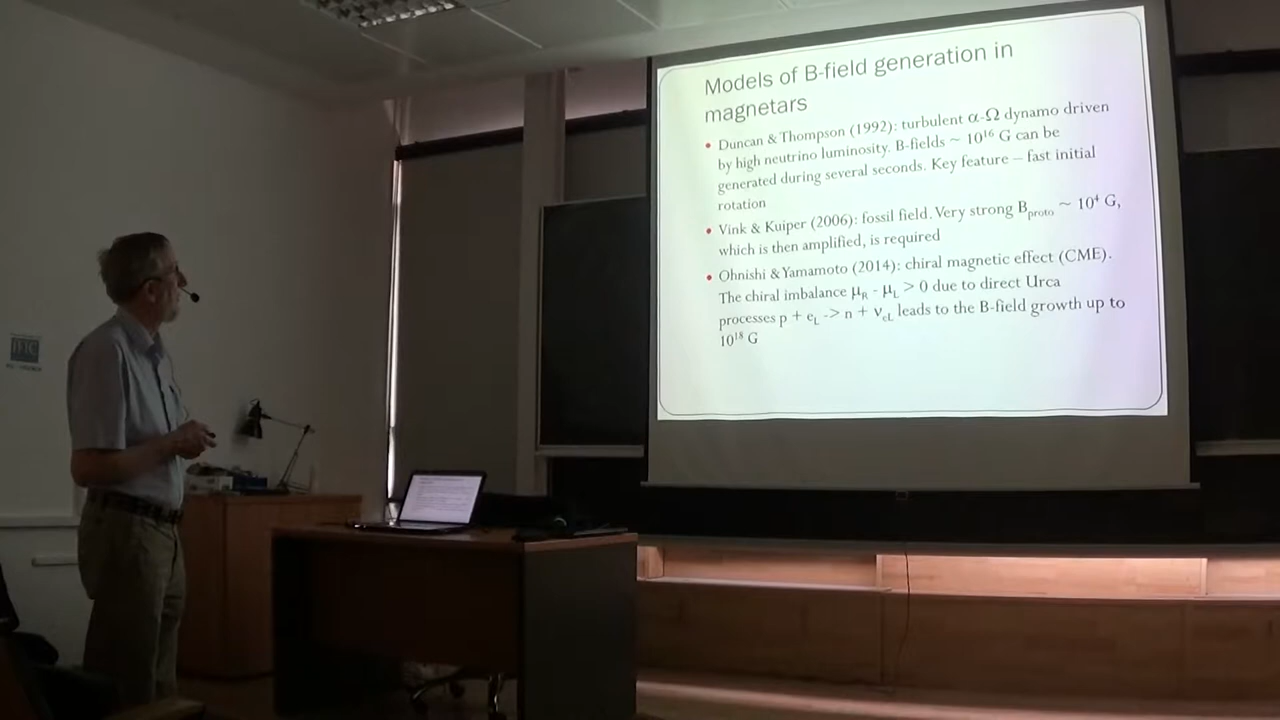 Models of B-field generation in
magnetars
• Duncan & Thompson (1992): turbulent α-Ω dynamo driven
by high neutrino luminosity. B-fields ~ 10¹⁶ G can be
generated during several seconds. Key feature – fast initial
rotation
• Vink & Kuiper (2006): fossil field. Very strong B_proto ~ 10⁴ G,
which is then amplified, is required
• Ohnishi & Yamamoto (2014): chiral magnetic effect (CME).
The chiral imbalance μ_R - μ_L > 0 due to direct Urca
processes p + e_L -> n + ν_eL leads to the B-field growth up to
10¹⁸ G